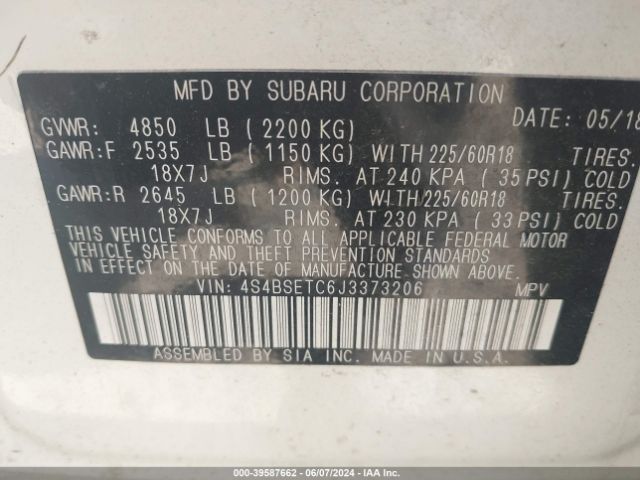 MFD BY SUBARU CORPORATION
DATE: 05/18
GVWR: 4850 LB ( 2200 KG)
GAWR:F 2535 LB ( 1150 KG) WITH 225/60R18 TIRES
18X7J RIMS. AT 240 KPA ( 35 PSI) COLD
GAWR:R 2645 LB ( 1200 KG) WITH 225/60R18 TIRES.
18X7J RIMS. AT 230 KPA ( 33 PSI) COLD
THIS VEHICLE CONFORMS TO ALL APPLICABLE FEDERAL MOTOR
VEHICLE SAFETY AND THEFT PREVENTION STANDARDS
IN EFFECT ON THE DATE OF MANUFACTURE SHOWN ABOVE.
VIN: 4S4BSETC6J3373206 MPV
ASSEMBLED BY SIA INC. MADE IN U.S.A.
000-39587662 - 06/07/2024 - IAA Inc.